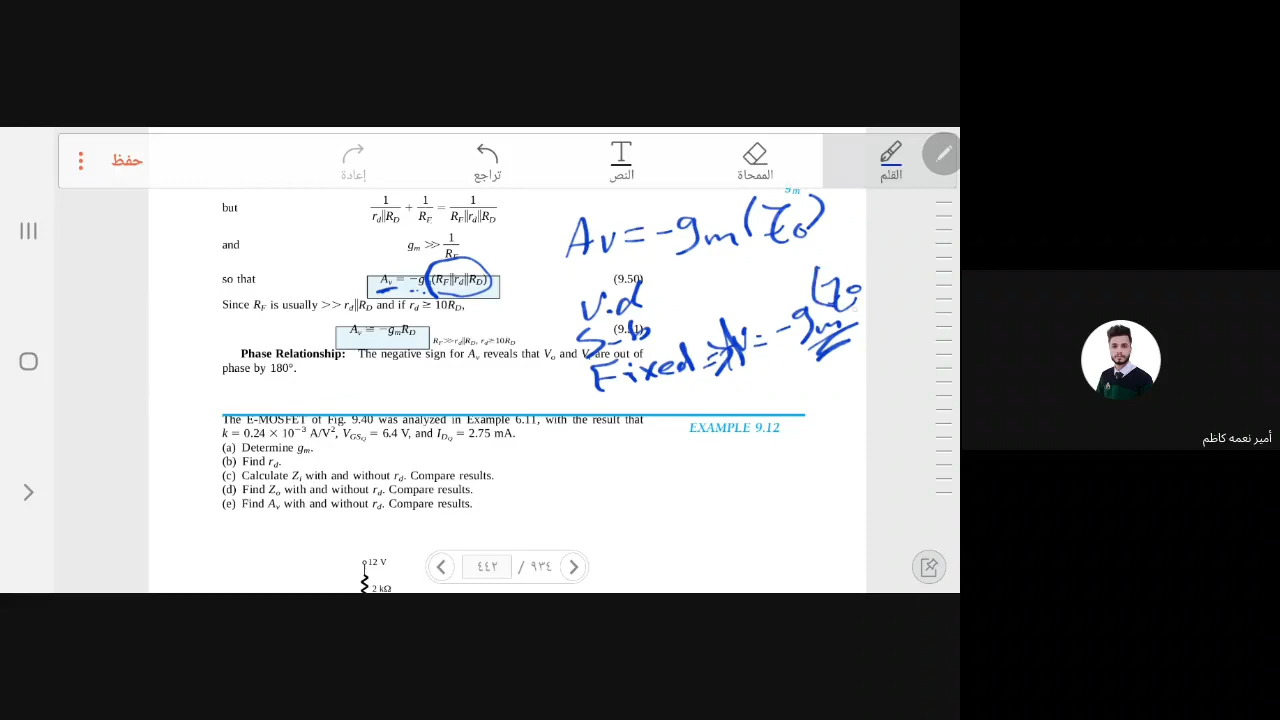 حفظ
إعادة
تراجع
النص
الممحاة
القلم
g_m
but 1/(r_d||R_D) + 1/R_F = 1/(R_F||r_d||R_D)
and g_m >> 1/R_F
so that A_v = -g (R_F||r_d||R_D) (9.50)
Since R_F is usually >> r_d||R_D and if r_d ≥ 10R_D,
A_v ≅ -g_mR_D R_F>>r_d||R_D, r_d≥10R_D
Phase Relationship: The negative sign for A_v reveals that V_o and V are out of
phase by 180°.
Av = -gm(Zo)
V.d
S-b
Fixed => Av = -gm (Zo
The E-MOSFET of Fig. 9.40 was analyzed in Example 6.11, with the result that
k = 0.24 × 10⁻³ A/V², V_GSQ = 6.4 V, and I_DQ = 2.75 mA.
EXAMPLE 9.12
(a) Determine g_m.
(b) Find r_d.
(c) Calculate Z_i with and without r_d. Compare results.
(d) Find Z_o with and without r_d. Compare results.
(e) Find A_v with and without r_d. Compare results.
12 V
2 kΩ
٤٤٢ / ٩٣٤
أمير نعمه كاظم